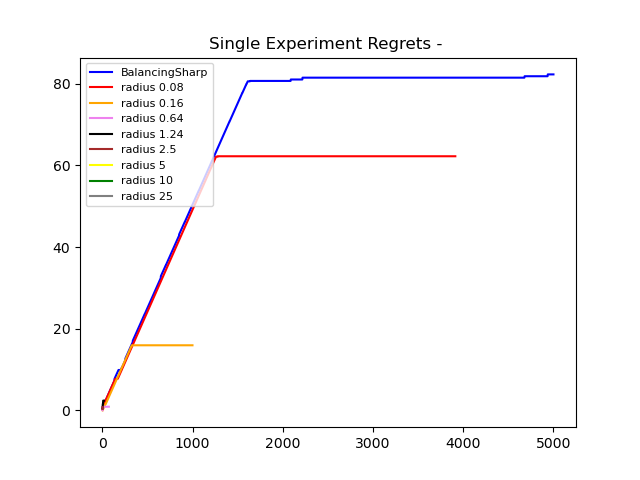 Single Experiment Regrets -
BalancingSharp
radius 0.08
radius 0.16
radius 0.64
radius 1.24
radius 2.5
radius 5
radius 10
radius 25
80
60
40
20
0
0 1000 2000 3000 4000 5000